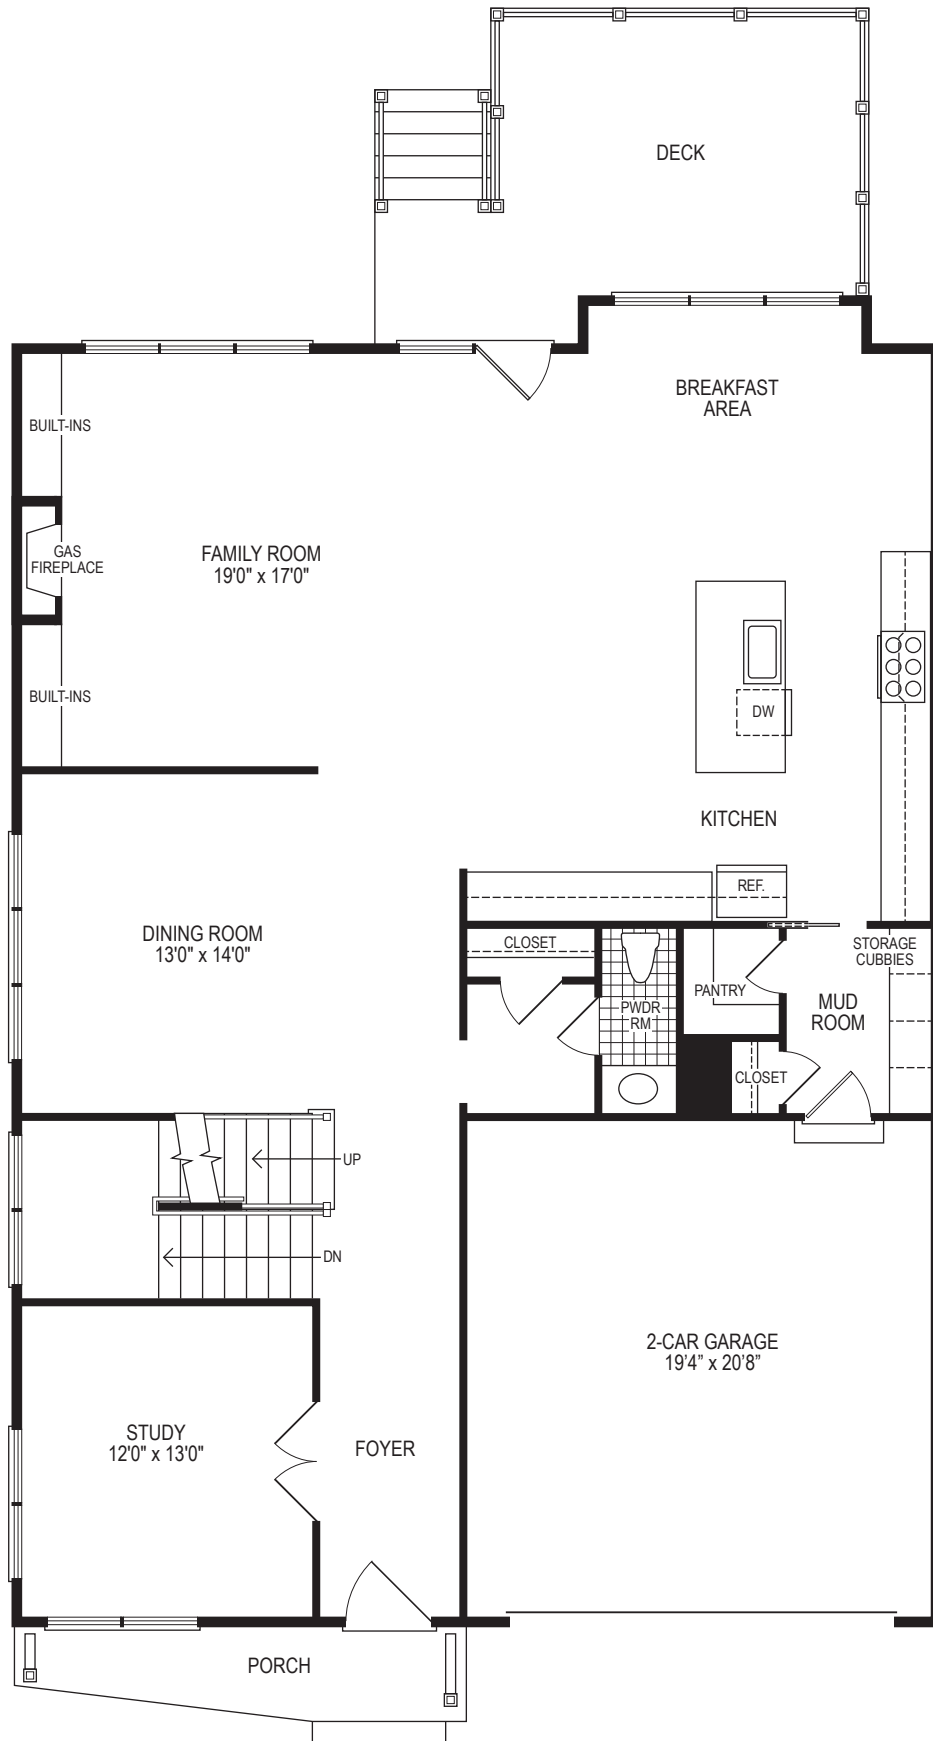 DECK
BREAKFAST
AREA
BUILT-INS
GAS
FIREPLACE
FAMILY ROOM
19'0" x 17'0"
BUILT-INS
DW
KITCHEN
REF.
DINING ROOM
13'0" x 14'0"
CLOSET
STORAGE
CUBBIES
PANTRY
PWDR
RM
MUD
ROOM
CLOSET
UP
DN
2-CAR GARAGE
19'4” x 20'8”
STUDY
12'0" x 13'0"
FOYER
PORCH